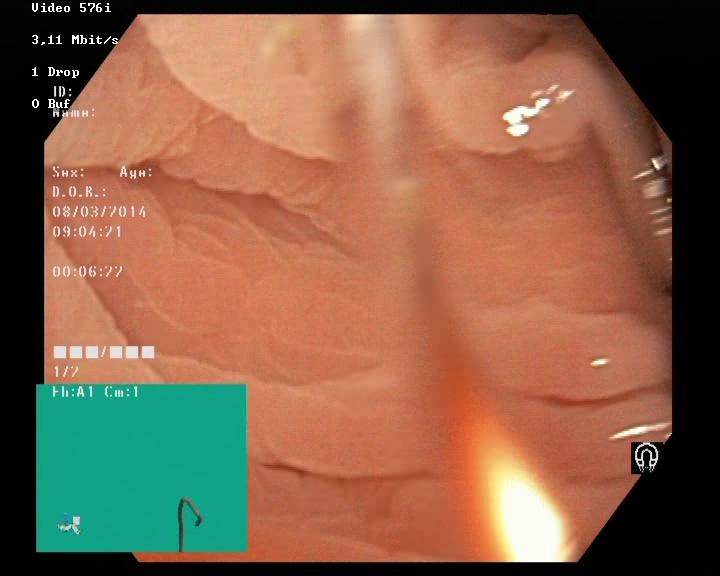 Video 576i
3,11 Mbit/s
1 Drop
ID:
0 Buf
Name:
Sex: Age:
D.O.B.:
08/03/2014
09:04:21
00:06:22
1/2
Eh:A1 Cm:1